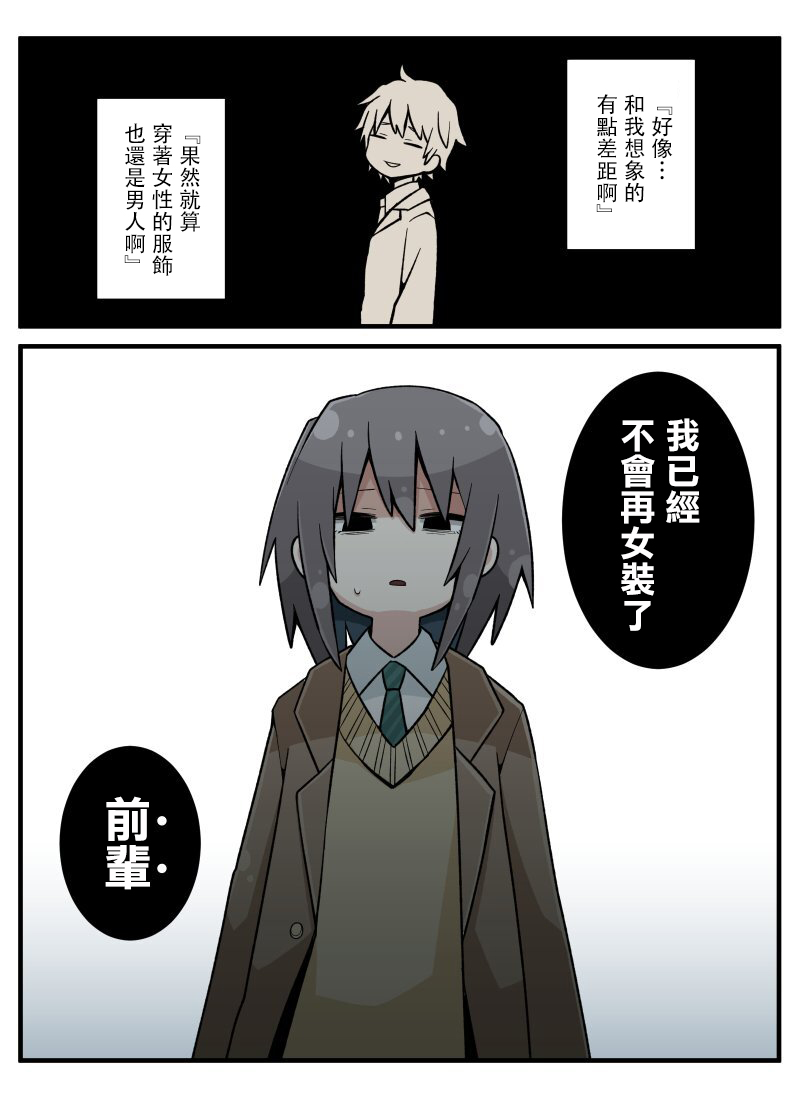 『好像…
和我想象的
有點差距啊』
『果然就算
穿著女性的服飾
也還是男人啊』
我已經
不會再女裝了
・・
前輩